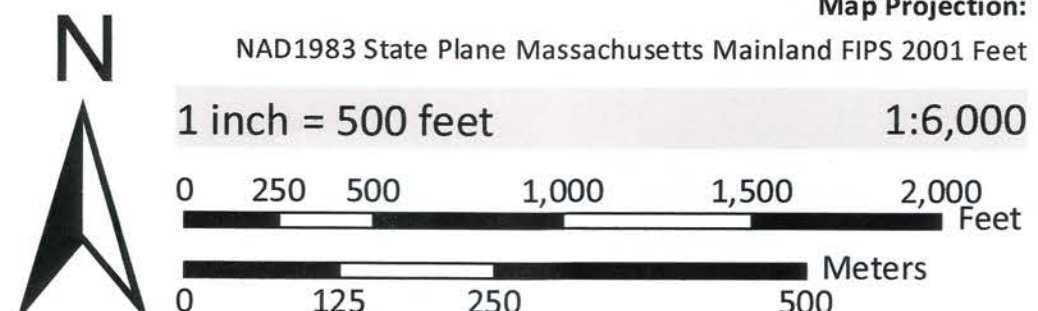 Map Projection:
N
NAD1983 State Plane Massachusetts Mainland FIPS 2001 Feet
1 inch = 500 feet 1:6,000
0 250 500 1,000 1,500 2,000
Feet
Meters
0 125 250 500